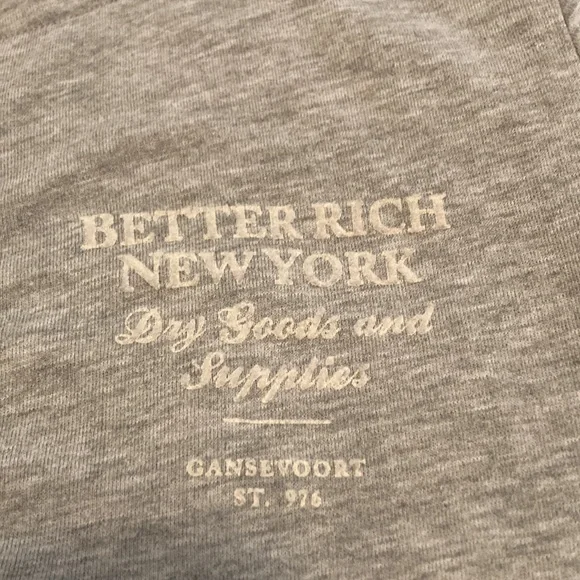 BETTER RICH
NEW YORK
Dry Goods and
Supplies
GANSEVOORT
ST. 976